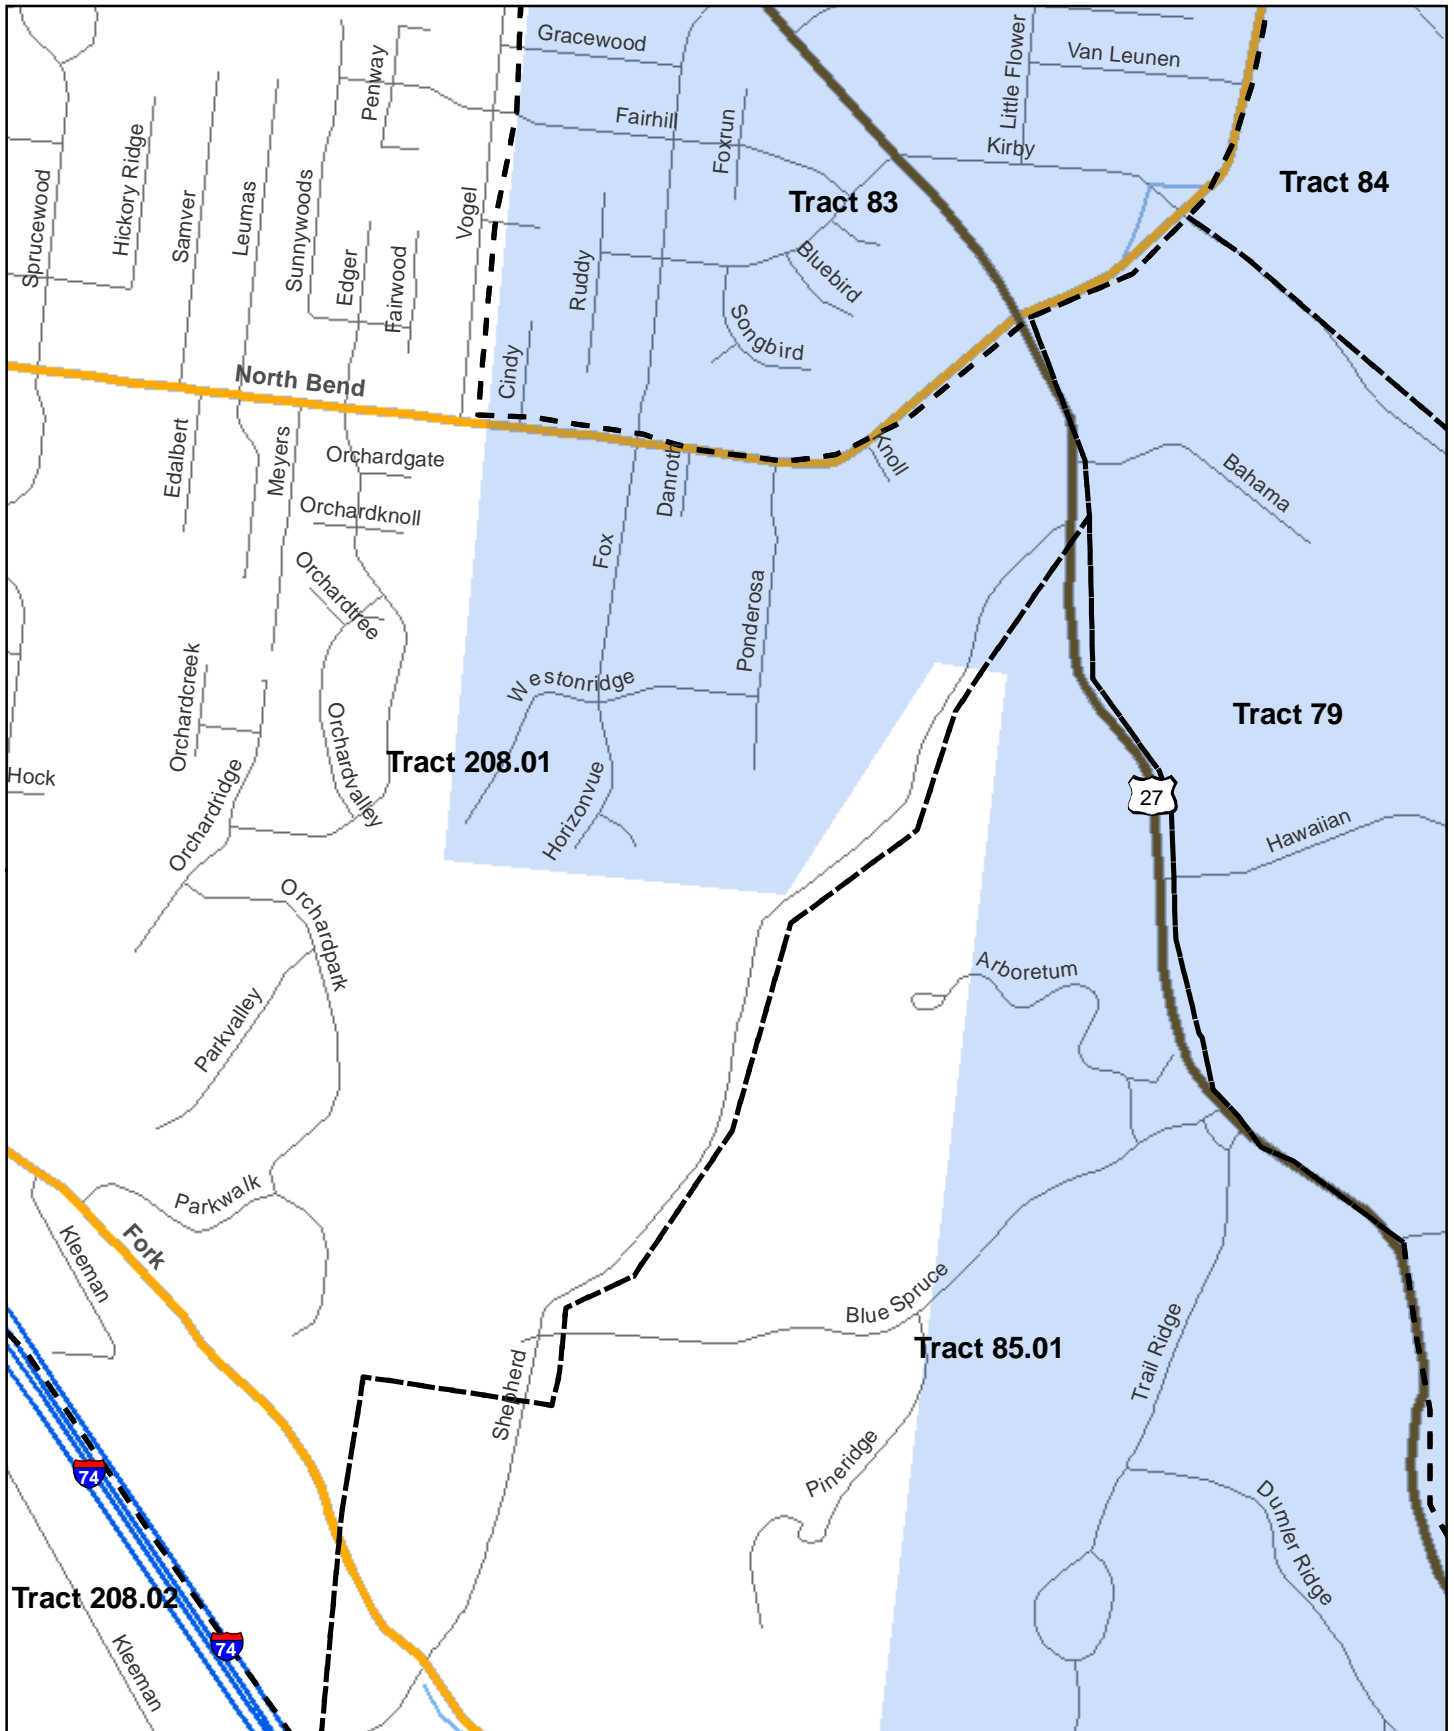 Gracewood
Little Flower
Van Leunen
Penway
Fairhill
Foxrun
Kirby
Hickory Ridge
Sprucewood
Samver
Leumas
Sunnywoods
Vogel
Tract 83
Tract 84
Edger
Fairwood
Ruddy
Bluebird
Songbird
Cindy
North Bend
Edalbert
Meyers
Orchardgate
Danroth
Knoll
Bahama
Orchardknoll
Fox
Orchardtree
Ponderosa
Westonridge
Orchardcreek
Orchardvalley
Tract 79
Tract 208.01
Hock
27
Orchardridge
Horizonvue
Hawaiian
Orchardpark
Arboretum
Parkvalley
Parkwalk
Kleeman
Fork
Blue Spruce
Tract 85.01
Trail Ridge
Shepherd
74
Pineridge
Dumler Ridge
Tract 208.02
74
Kleeman